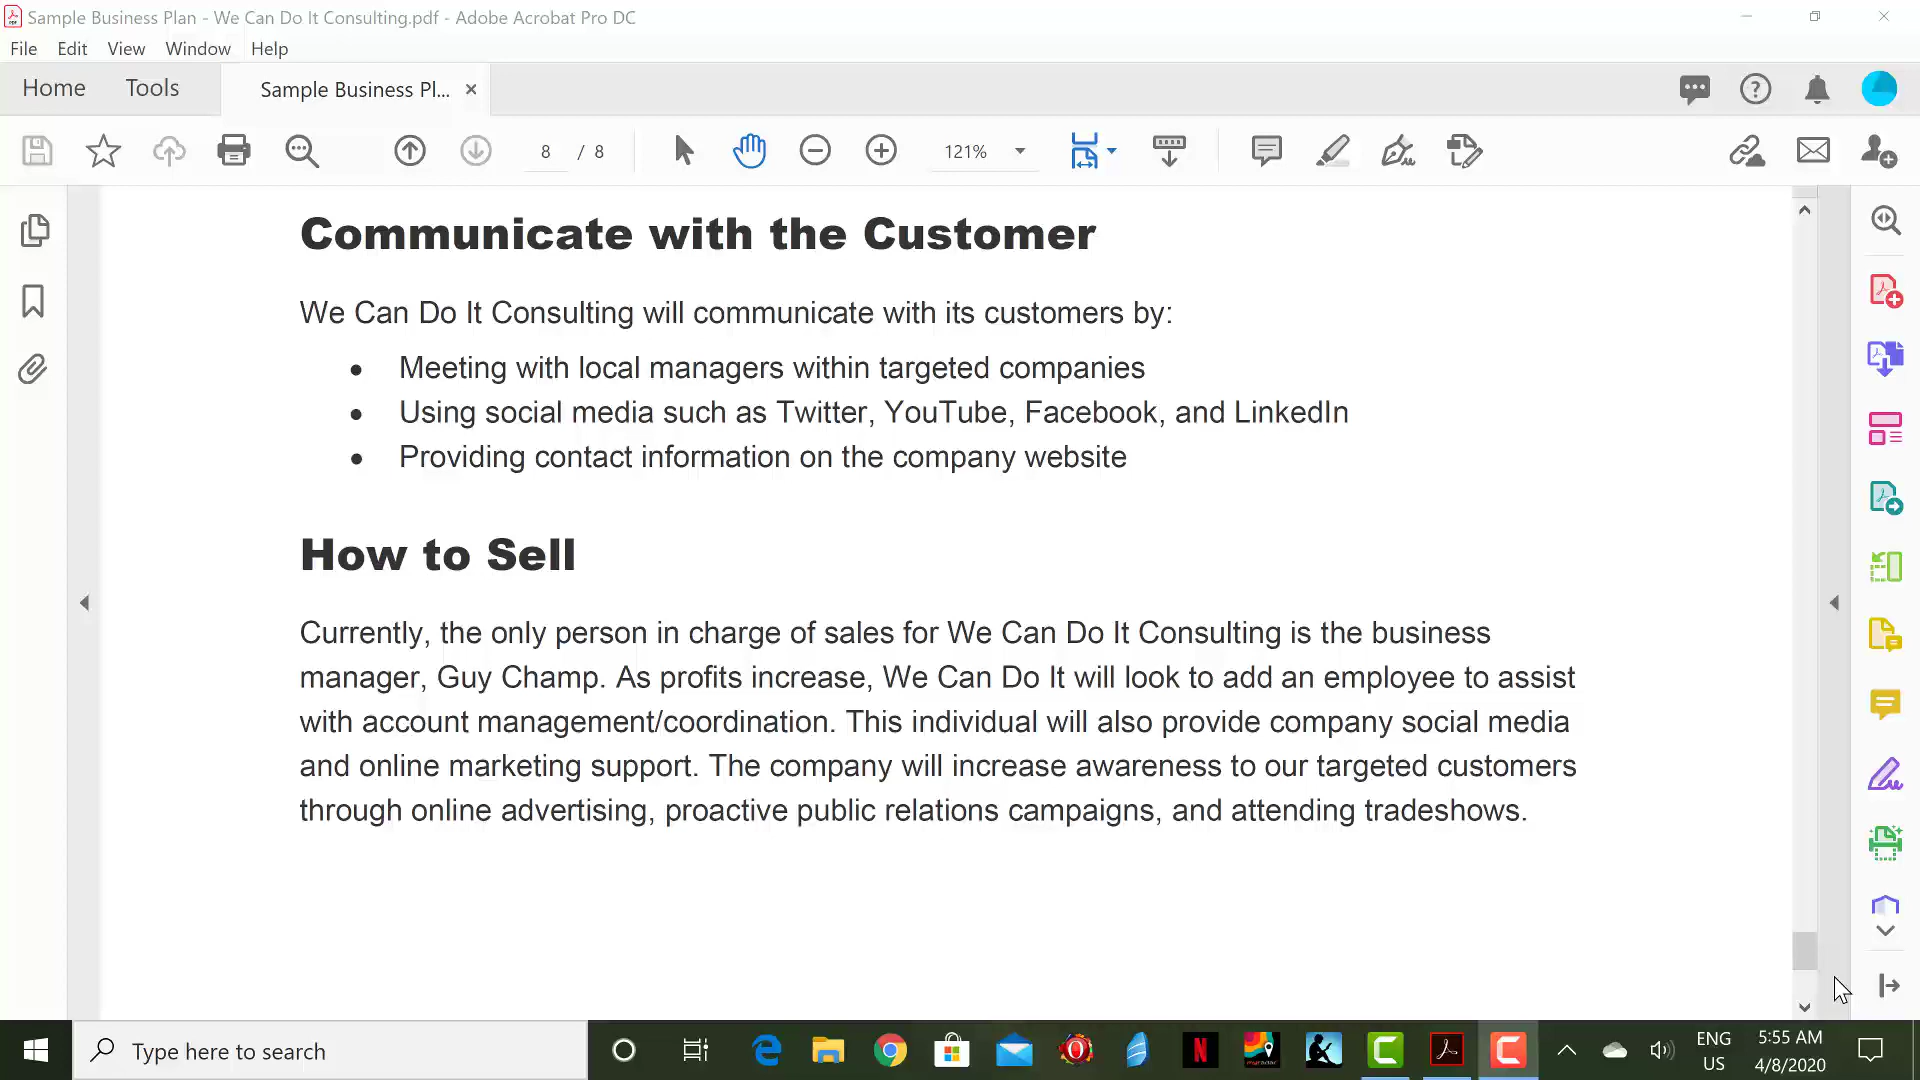 Sample Business Plan - We Can Do It Consulting.pdf - Adobe Acrobat Pro DC
File Edit View Window Help
Home Tools Sample Business Pl... ×
8 / 8 121%
Communicate with the Customer
We Can Do It Consulting will communicate with its customers by:
• Meeting with local managers within targeted companies
• Using social media such as Twitter, YouTube, Facebook, and LinkedIn
• Providing contact information on the company website
How to Sell
Currently, the only person in charge of sales for We Can Do It Consulting is the business
manager, Guy Champ. As profits increase, We Can Do It will look to add an employee to assist
with account management/coordination. This individual will also provide company social media
and online marketing support. The company will increase awareness to our targeted customers
through online advertising, proactive public relations campaigns, and attending tradeshows.
Type here to search
ENG
US
5:55 AM
4/8/2020